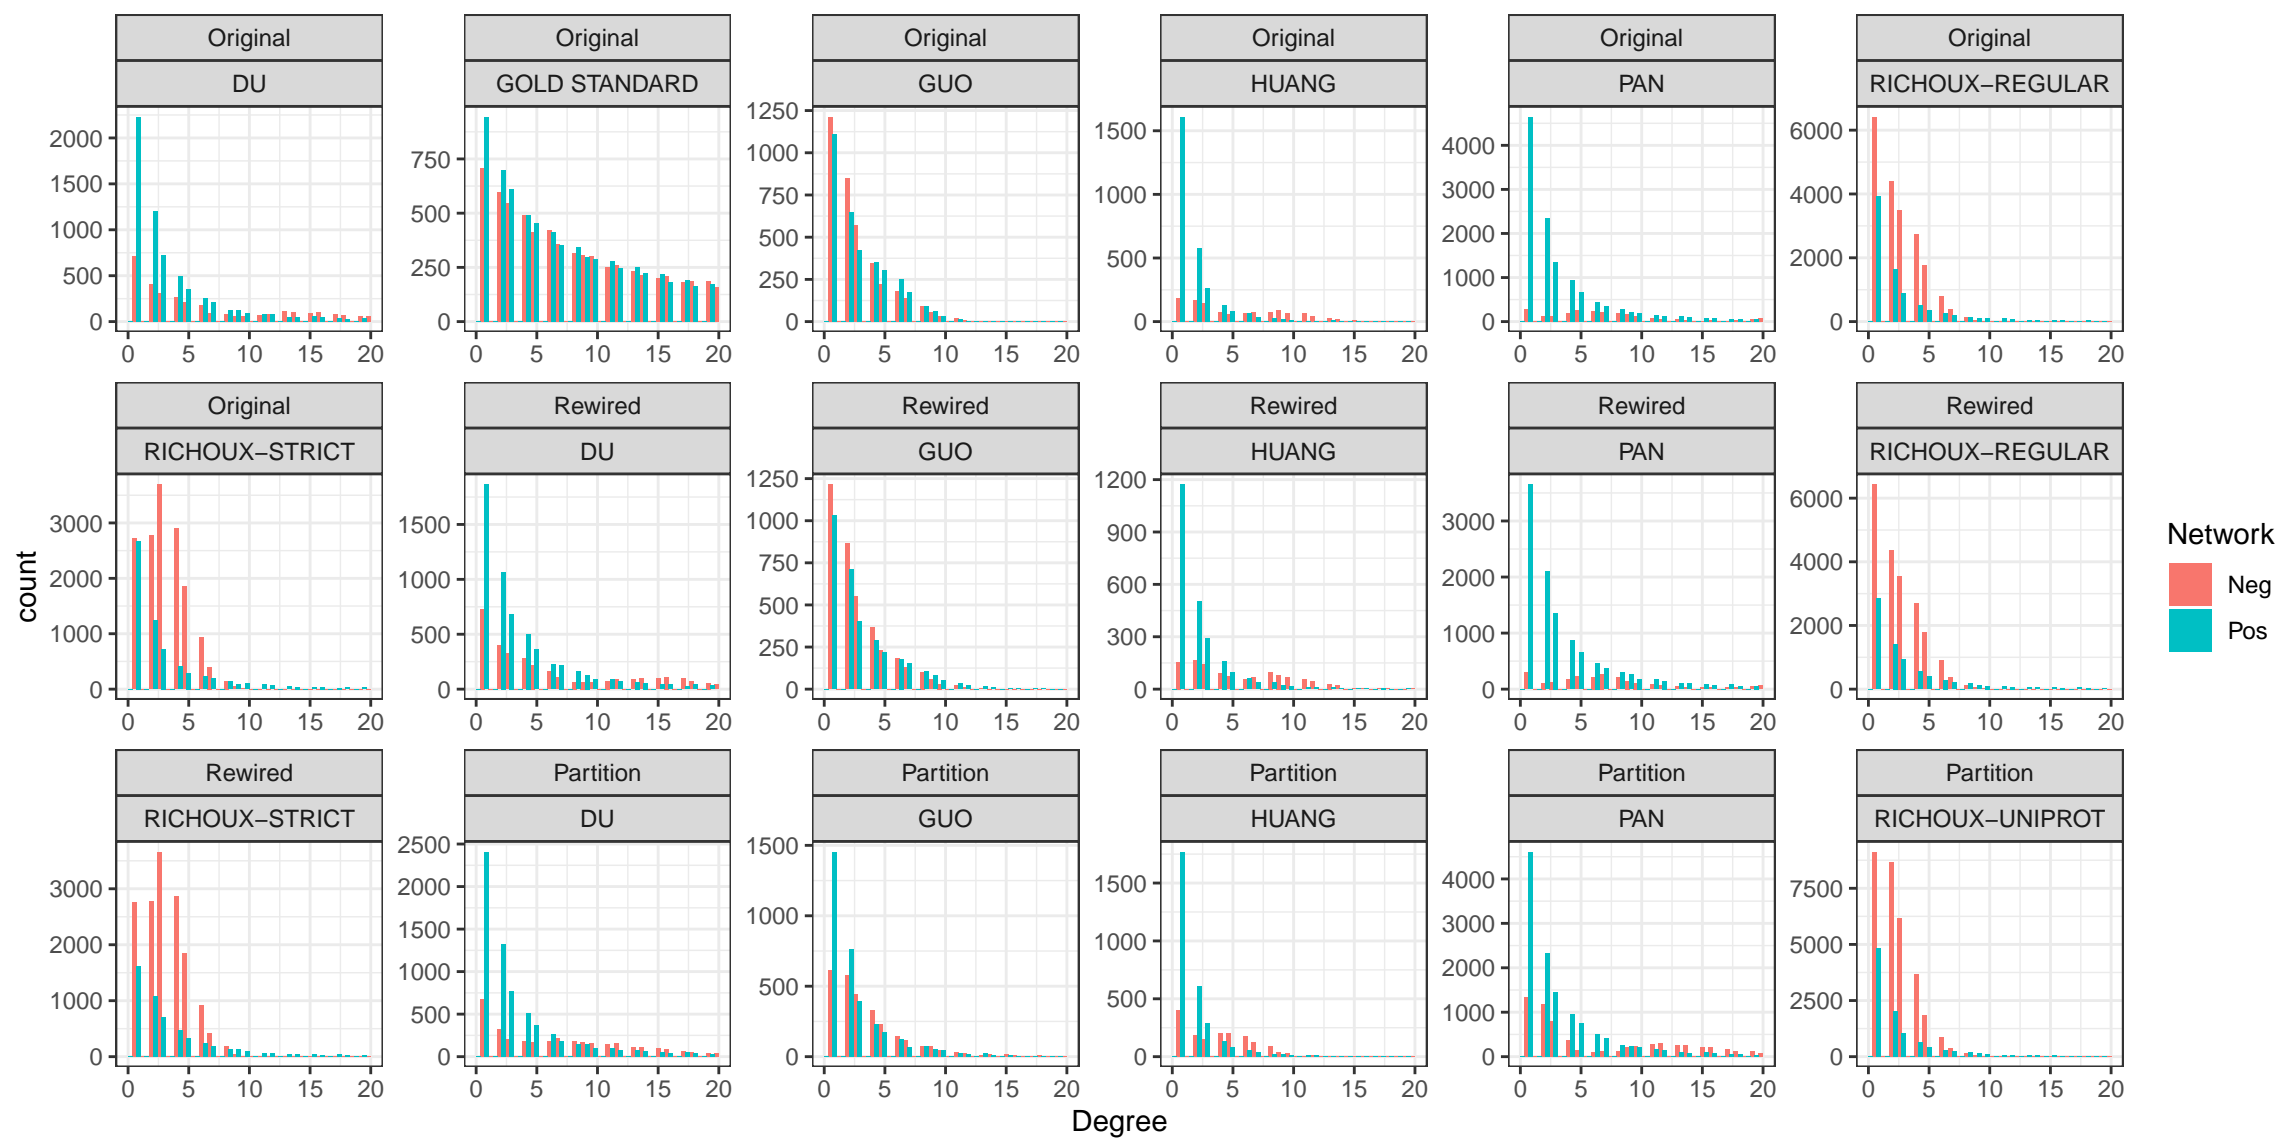 Original
Original
Original
Original
Original
Original
DU
GOLD STANDARD
GUO
HUANG
PAN
RICHOUX−REGULAR
2000
1500
1000
500
0
0 5 10 15 20
750
500
250
0
0 5 10 15 20
1250
1000
750
500
250
0
0 5 10 15 20
1500
1000
500
0
0 5 10 15 20
4000
3000
2000
1000
0
0 5 10 15 20
6000
4000
2000
0
0 5 10 15 20
Original
Rewired
Rewired
Rewired
Rewired
Rewired
RICHOUX−STRICT
DU
GUO
HUANG
PAN
RICHOUX−REGULAR
3000
2000
1000
0
0 5 10 15 20
1500
1000
500
0
0 5 10 15 20
1250
1000
750
500
250
0
0 5 10 15 20
1200
900
600
300
0
0 5 10 15 20
3000
2000
1000
0
0 5 10 15 20
6000
4000
2000
0
0 5 10 15 20
Rewired
Partition
Partition
Partition
Partition
Partition
RICHOUX−STRICT
DU
GUO
HUANG
PAN
RICHOUX−UNIPROT
3000
2000
1000
0
0 5 10 15 20
2500
2000
1500
1000
500
0
0 5 10 15 20
1500
1000
500
0
0 5 10 15 20
1500
1000
500
0
0 5 10 15 20
4000
3000
2000
1000
0
0 5 10 15 20
7500
5000
2500
0
0 5 10 15 20
count
Degree
Network
Neg
Pos